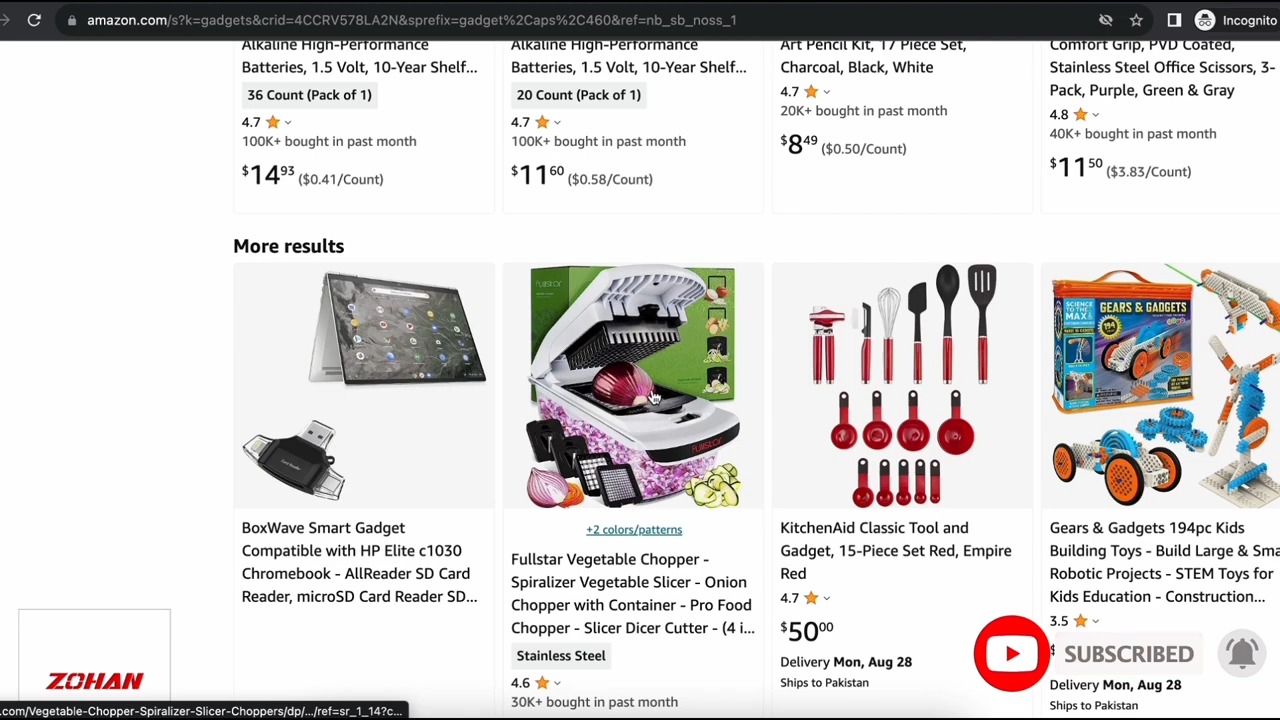 amazon.com/s?k=gadgets&crid=4CCRV578LA2N&sprefix=gadget%2Caps%2C460&ref=nb_sb_noss_1
Incognito
Alkaline High-Performance
Batteries, 1.5 Volt, 10-Year Shelf...
36 Count (Pack of 1)
4.7
100K+ bought in past month
$14.93 ($0.41/Count)
Alkaline High-Performance
Batteries, 1.5 Volt, 10-Year Shelf...
20 Count (Pack of 1)
4.7
100K+ bought in past month
$11.60 ($0.58/Count)
Art Pencil Kit, 17 Piece Set,
Charcoal, Black, White
4.7
20K+ bought in past month
$8.49 ($0.50/Count)
Comfort Grip, PVD Coated,
Stainless Steel Office Scissors, 3-
Pack, Purple, Green & Gray
4.8
40K+ bought in past month
$11.50 ($3.83/Count)
More results
BoxWave Smart Gadget
Compatible with HP Elite c1030
Chromebook - AllReader SD Card
Reader, microSD Card Reader SD...
fullstar
fullstar
+2 colors/patterns
Fullstar Vegetable Chopper -
Spiralizer Vegetable Slicer - Onion
Chopper with Container - Pro Food
Chopper - Slicer Dicer Cutter - (4 i...
Stainless Steel
4.6
30K+ bought in past month
KitchenAid Classic Tool and
Gadget, 15-Piece Set Red, Empire
Red
4.7
$50.00
Delivery Mon, Aug 28
Ships to Pakistan
SCIENCE
TO THE
MAX
GEARS & GADGETS
194
Gears & Gadgets 194pc Kids
Building Toys - Build Large & Sma
Robotic Projects - STEM Toys for
Kids Education - Construction...
3.5
$
Delivery Mon, Aug 28
Ships to Pakistan
SUBSCRIBED
ZOHAN
.com/Vegetable-Chopper-Spiralizer-Slicer-Choppers/dp/.../ref=sr_1_14?c...